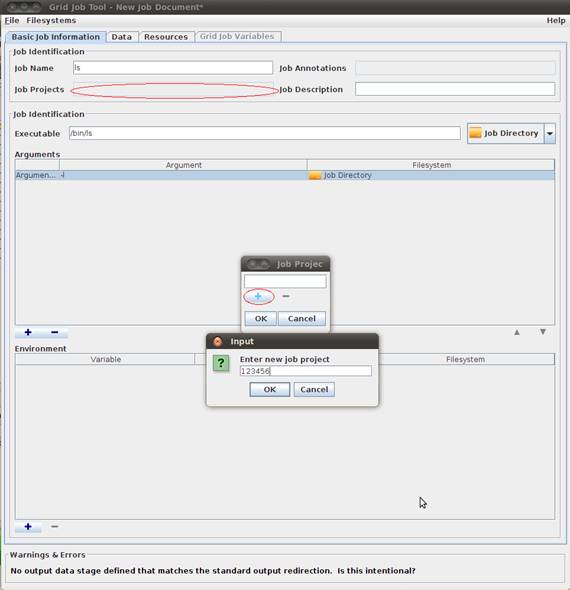 Grid Job Tool - New Job Document*
File Filesystems Help
Basic Job Information Data Resources Grid Job Variables
Job Identification
Job Name ls Job Annotations
Job Projects Job Description
Job Identification
Executable /bin/ls Job Directory
Arguments
Argument Filesystem
Argumen... -l Job Directory
Job Projec
+ −
OK Cancel
+ −
Input
Environment
Variable Filesystem
? Enter new job project
123456
OK Cancel
+ −
Warnings & Errors
No output data stage defined that matches the standard output redirection. Is this intentional?